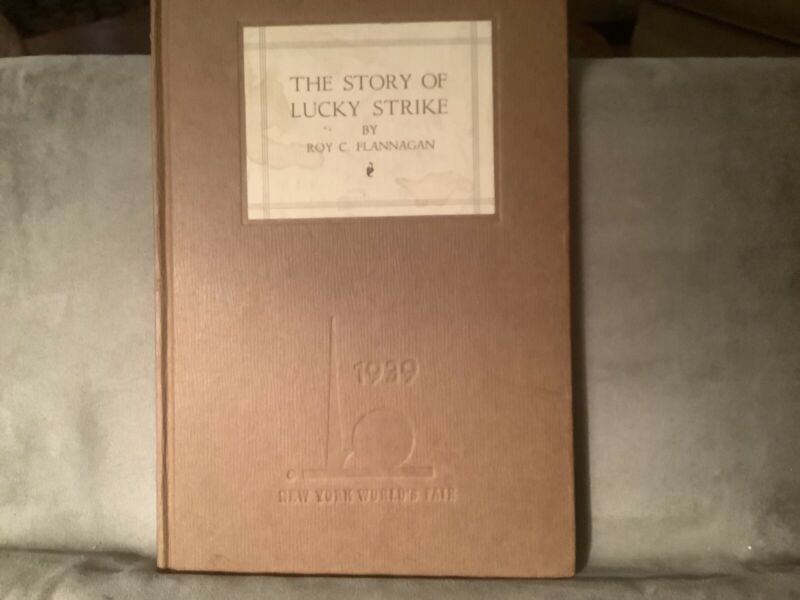 THE STORY OF
LUCKY STRIKE
BY
ROY C. FLANNAGAN
1939
NEW YORK WORLD'S FAIR